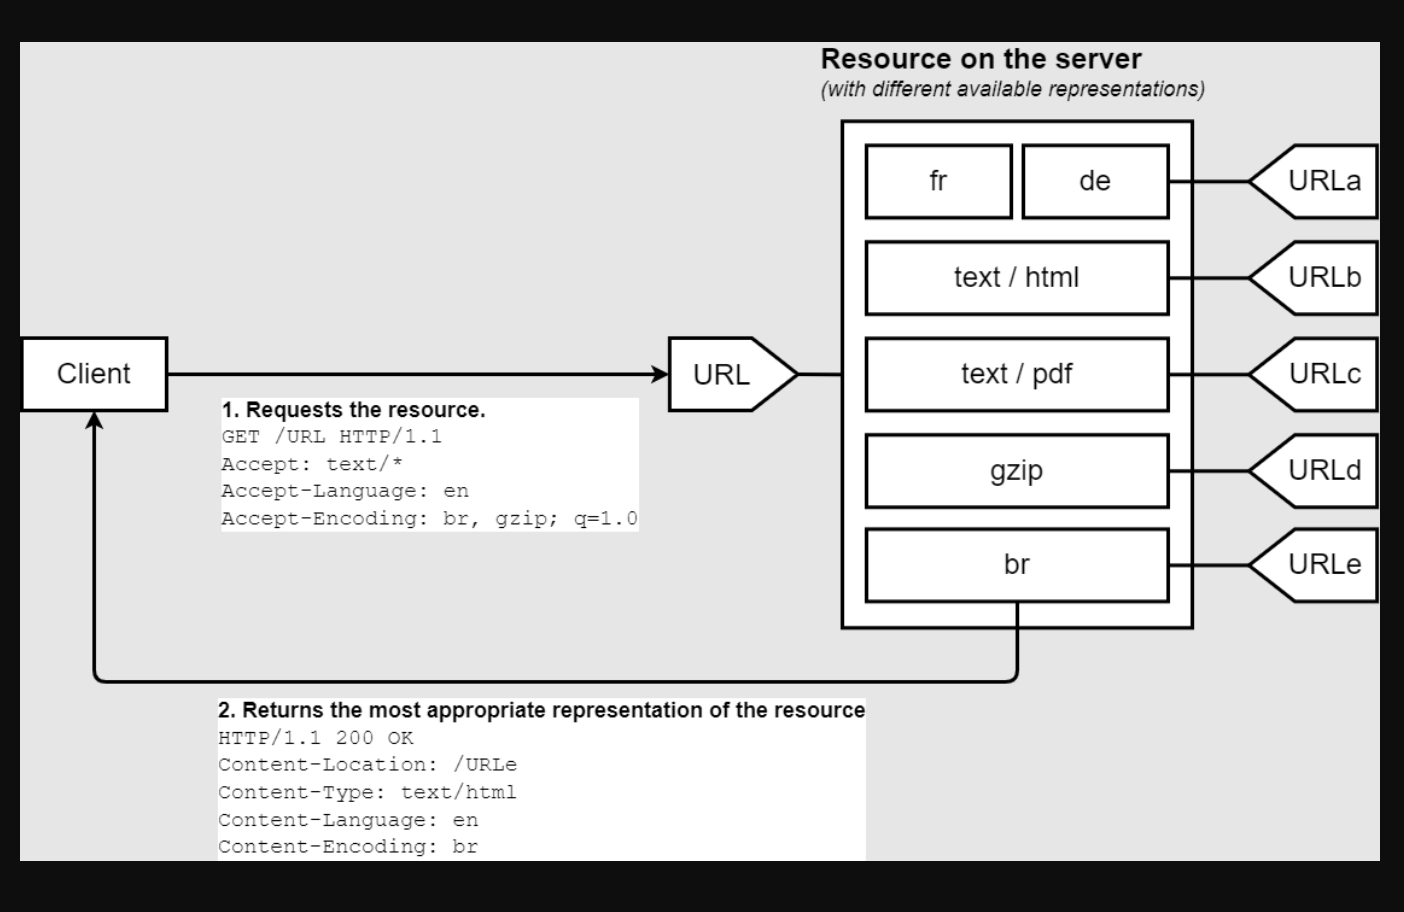 Resource on the server
(with different available representations)
fr
de
URLa
text / html
URLb
Client
URL
text / pdf
URLc
1. Requests the resource.
GET /URL HTTP/1.1
Accept: text/*
Accept-Language: en
Accept-Encoding: br, gzip; q=1.0
gzip
URLd
br
URLe
2. Returns the most appropriate representation of the resource
HTTP/1.1 200 OK
Content-Location: /URLe
Content-Type: text/html
Content-Language: en
Content-Encoding: br